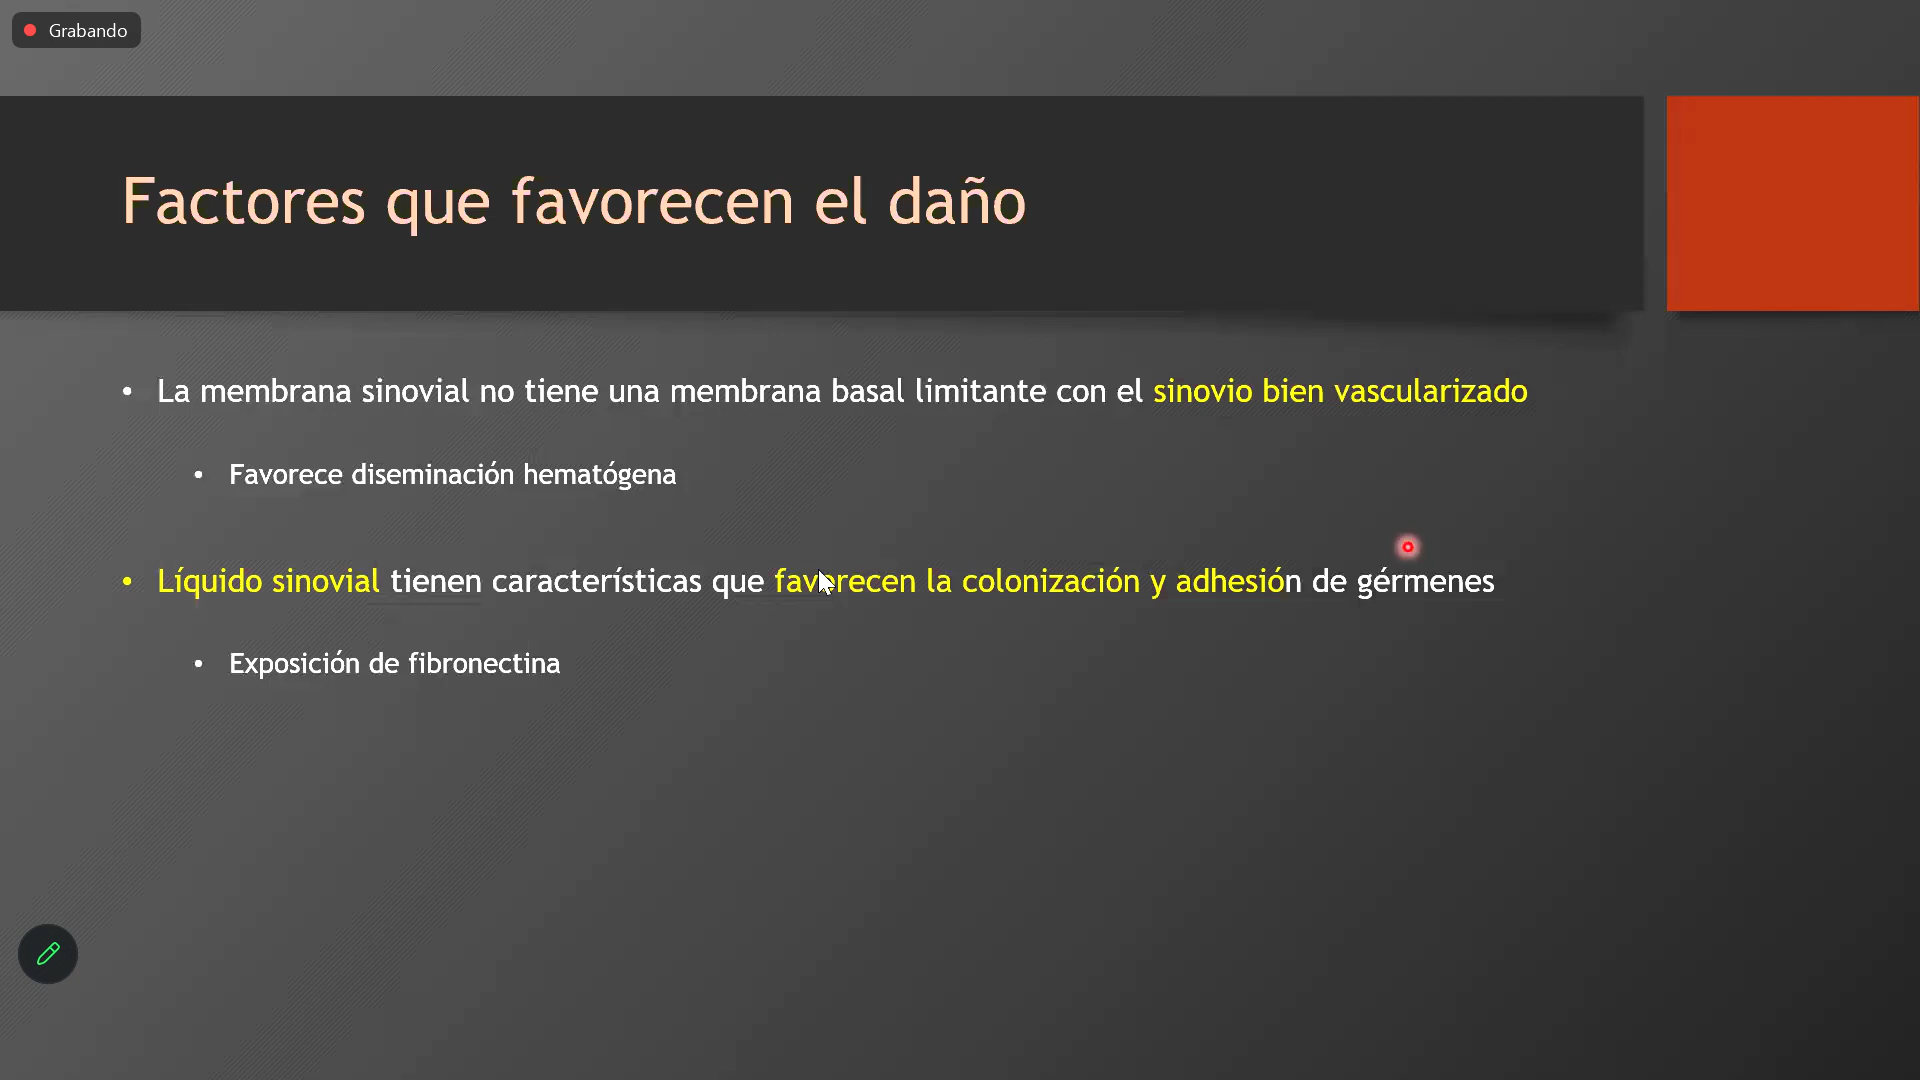 Grabando
Factores que favorecen el daño
• La membrana sinovial no tiene una membrana basal limitante con el sinovio bien vascularizado
• Favorece diseminación hematógena
• Líquido sinovial tienen características que favorecen la colonización y adhesión de gérmenes
• Exposición de fibronectina